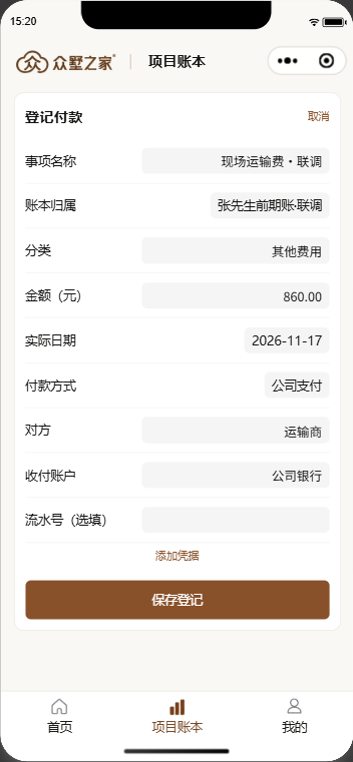 15:20
众墅之家
项目账本
登记付款 取消
事项名称 现场运输费·联调
账本归属 张先生前期账·联调
分类 其他费用
金额（元） 860.00
实际日期 2026-11-17
付款方式 公司支付
对方 运输商
收付账户 公司银行
流水号（选填）
添加凭据
保存登记
首页 项目账本 我的